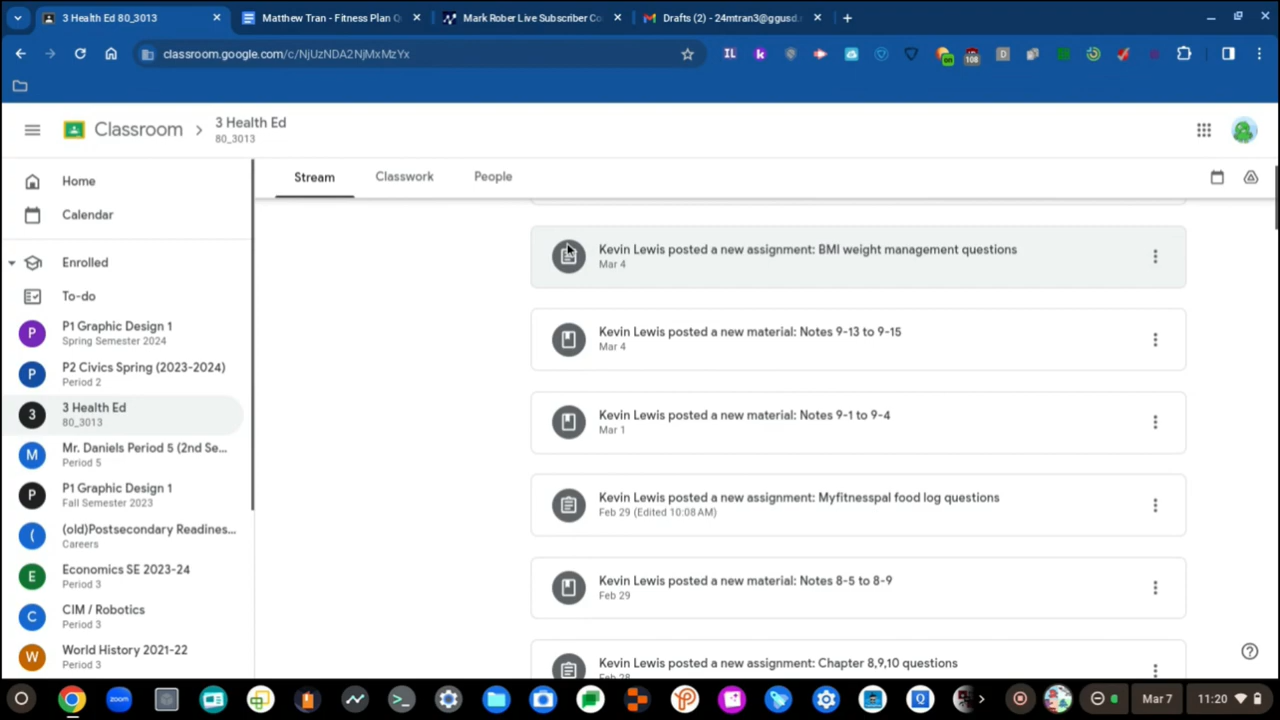 3 Health Ed 80_3013
Matthew Tran - Fitness Plan Q
Mark Rober Live Subscriber Co
Drafts (2) - 24mtran3@ggusd.
classroom.google.com/c/NjUzNDA2NjMxMzYx
IL
k
on
108
D
Classroom
3 Health Ed
80_3013
Home
Calendar
Enrolled
To-do
P
P1 Graphic Design 1
Spring Semester 2024
P
P2 Civics Spring (2023-2024)
Period 2
3
3 Health Ed
80_3013
M
Mr. Daniels Period 5 (2nd Se...
Period 5
P
P1 Graphic Design 1
Fall Semester 2023
(
(old)Postsecondary Readines...
Careers
E
Economics SE 2023-24
Period 3
C
CIM / Robotics
Period 3
W
World History 2021-22
Period 3
Stream
Classwork
People
Kevin Lewis posted a new assignment: BMI weight management questions
Mar 4
Kevin Lewis posted a new material: Notes 9-13 to 9-15
Mar 4
Kevin Lewis posted a new material: Notes 9-1 to 9-4
Mar 1
Kevin Lewis posted a new assignment: Myfitnesspal food log questions
Feb 29 (Edited 10:08 AM)
Kevin Lewis posted a new material: Notes 8-5 to 8-9
Feb 29
Kevin Lewis posted a new assignment: Chapter 8,9,10 questions
Feb 28
zoom
Q
Mar 7
11:20